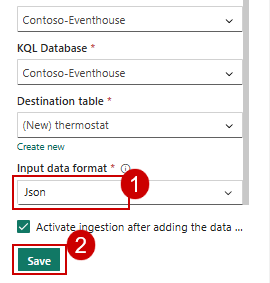 Contoso-Eventhouse
KQL Database *
Contoso-Eventhouse
Destination table *
(New) thermostat
Create new
Input data format *
1
Json
Activate ingestion after adding the data ...
2
Save